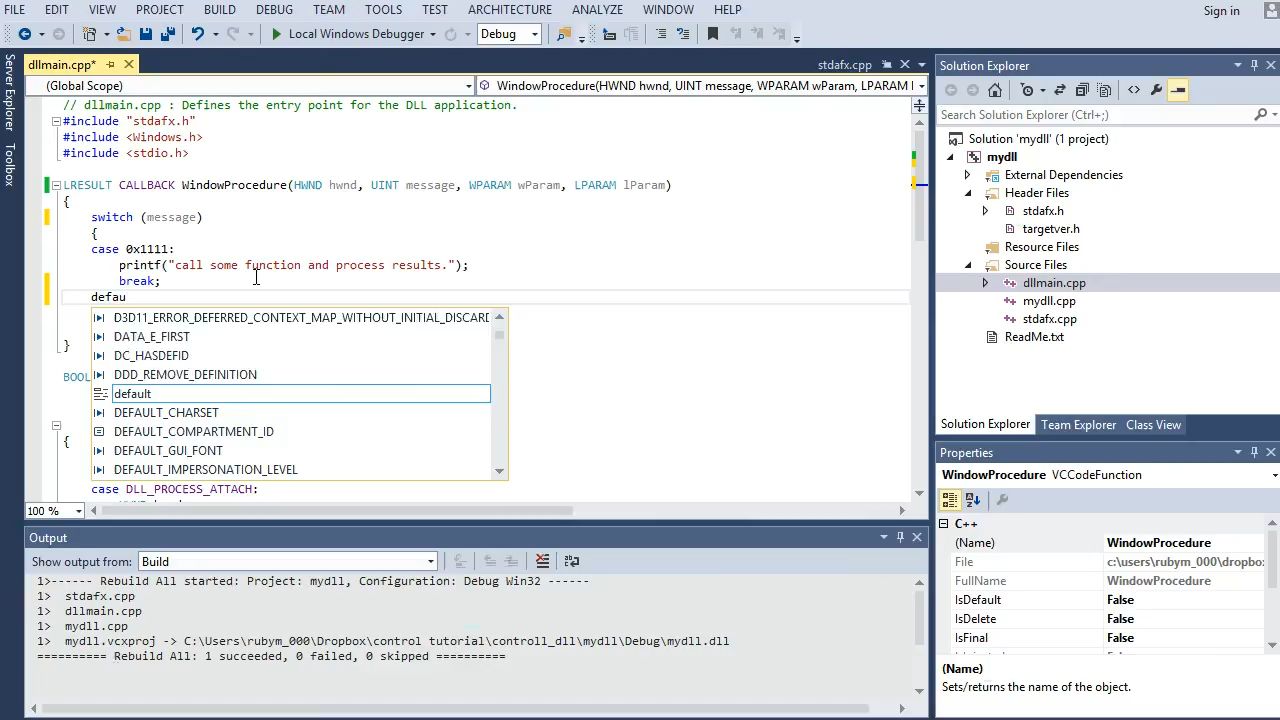 FILE EDIT VIEW PROJECT BUILD DEBUG TEAM TOOLS TEST ARCHITECTURE ANALYZE WINDOW HELP
Sign in
Local Windows Debugger Debug
dllmain.cpp* stdafx.cpp
(Global Scope) WindowProcedure(HWND hwnd, UINT message, WPARAM wParam, LPARAM l
// dllmain.cpp : Defines the entry point for the DLL application.
#include "stdafx.h"
#include <Windows.h>
#include <stdio.h>
LRESULT CALLBACK WindowProcedure(HWND hwnd, UINT message, WPARAM wParam, LPARAM lParam)
{
switch (message)
{
case 0x1111:
printf("call some function and process results.");
break;
defau
D3D11_ERROR_DEFERRED_CONTEXT_MAP_WITHOUT_INITIAL_DISCARD
DATA_E_FIRST
DC_HASDEFID
DDD_REMOVE_DEFINITION
default
DEFAULT_CHARSET
DEFAULT_COMPARTMENT_ID
DEFAULT_GUI_FONT
DEFAULT_IMPERSONATION_LEVEL
}
BOOL
{
case DLL_PROCESS_ATTACH:
100 %
Server Explorer
Toolbox
Output
Show output from: Build
1>------ Rebuild All started: Project: mydll, Configuration: Debug Win32 ------
1> stdafx.cpp
1> dllmain.cpp
1> mydll.cpp
1> mydll.vcxproj -> C:\Users\rubym_000\Dropbox\control tutorial\controll_dll\mydll\Debug\mydll.dll
========== Rebuild All: 1 succeeded, 0 failed, 0 skipped ==========
Solution Explorer
Search Solution Explorer (Ctrl+;)
Solution 'mydll' (1 project)
mydll
External Dependencies
Header Files
stdafx.h
targetver.h
Resource Files
Source Files
dllmain.cpp
mydll.cpp
stdafx.cpp
ReadMe.txt
Solution Explorer Team Explorer Class View
Properties
WindowProcedure VCCodeFunction
C++
(Name) WindowProcedure
File c:\users\rubym_000\dropbox
FullName WindowProcedure
IsDefault False
IsDelete False
IsFinal False
(Name)
Sets/returns the name of the object.